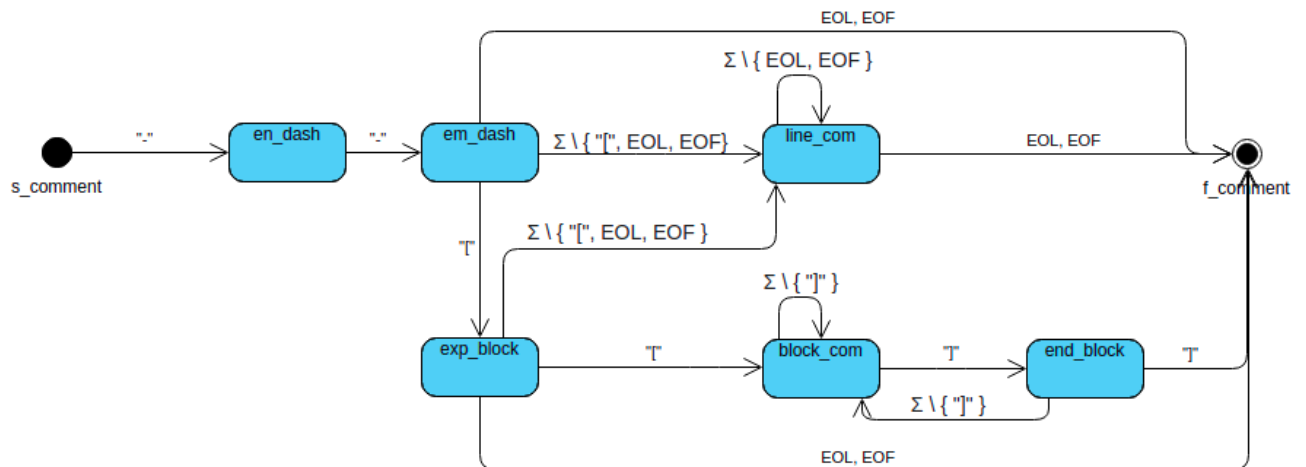 EOL, EOF
Σ \ { EOL, EOF }
"-"
en_dash
"-"
em_dash
Σ \ { "[", EOL, EOF}
line_com
EOL, EOF
s_comment
f_comment
Σ \ { "[", EOL, EOF }
"["
Σ \ { "]" }
exp_block
"["
block_com
"]"
end_block
"]"
Σ \ { "]" }
EOL, EOF